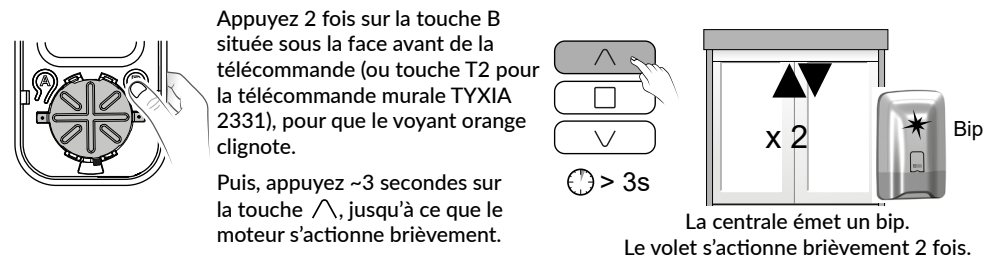 Appuyez 2 fois sur la touche B
située sous la face avant de la
télécommande (ou touche T2 pour
la télécommande murale TYXIA
2331), pour que le voyant orange
clignote.
Puis, appuyez ~3 secondes sur
la touche ㅅ, jusqu'à ce que le
moteur s'actionne brièvement.
A
> 3s
x 2
Bip
La centrale émet un bip.
Le volet s'actionne brièvement 2 fois.